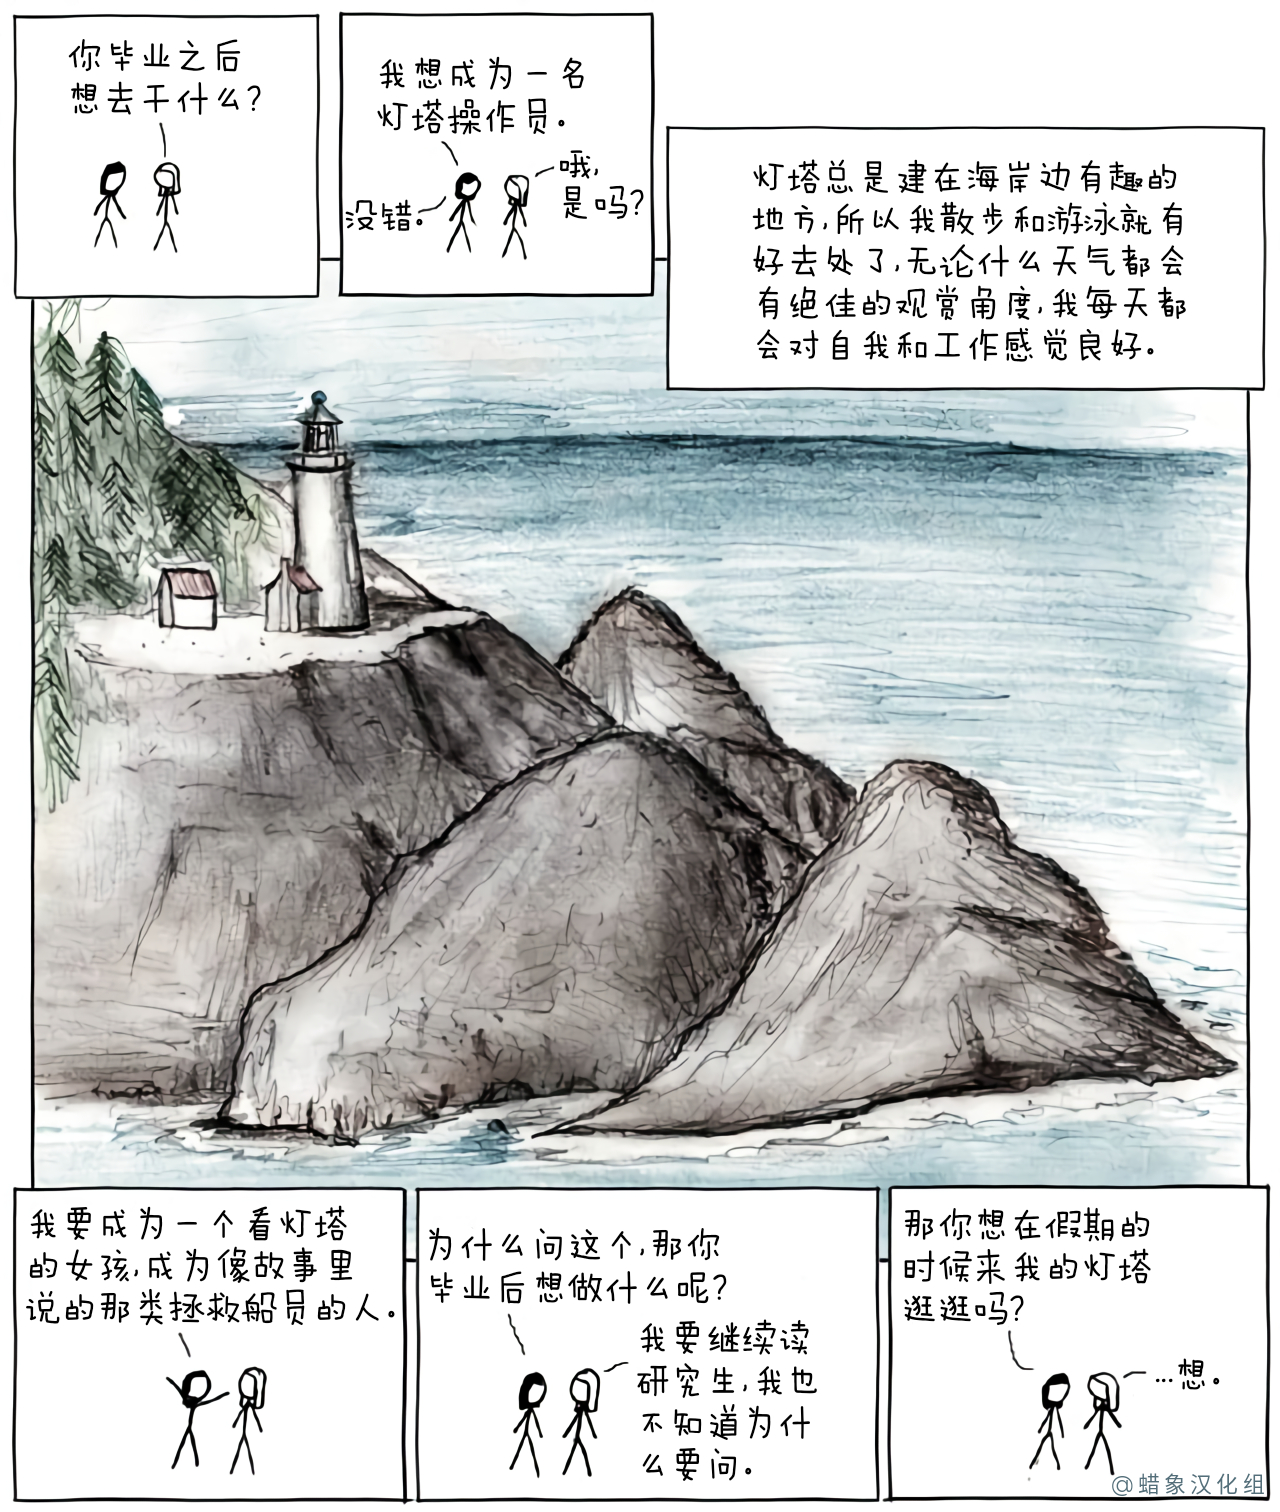 你毕业之后
想去干什么?
我想成为一名
灯塔操作员。
哦,
是吗?
没错。
灯塔总是建在海岸边有趣的
地方,所以我散步和游泳就有
好去处了,无论什么天气都会
有绝佳的观赏角度,我每天都
会对自我和工作感觉良好。
我要成为一个看灯塔
的女孩,成为像故事里
说的那类拯救船员的人。
为什么问这个,那你
毕业后想做什么呢?
我要继续读
研究生,我也
不知道为什
么要问。
那你想在假期的
时候来我的灯塔
逛逛吗?
…想。
@蜡象汉化组